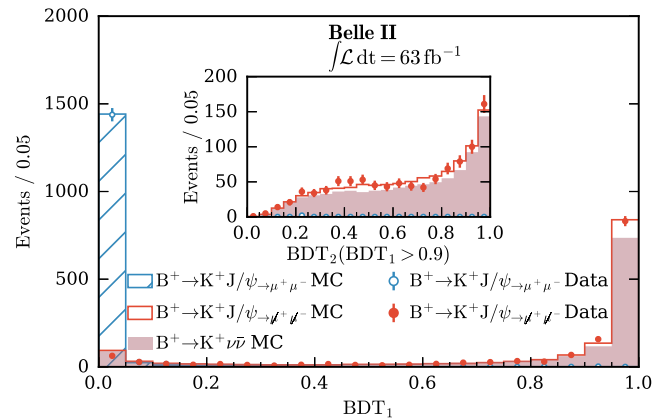 Belle II
∫ℒ dt = 63 fb⁻¹
2000
1500
1000
500
0
Events / 0.05
200
150
100
50
0
Events / 0.05
0.0 0.2 0.4 0.6 0.8 1.0
BDT₂(BDT₁ > 0.9)
B⁺→K⁺J/ψ→μ⁺μ⁻ MC
B⁺→K⁺J/ψ→μ̸⁺μ̸⁻ MC
B⁺→K⁺νν̄ MC
B⁺→K⁺J/ψ→μ⁺μ⁻ Data
B⁺→K⁺J/ψ→μ̸⁺μ̸⁻ Data
0.0 0.2 0.4 0.6 0.8 1.0
BDT₁